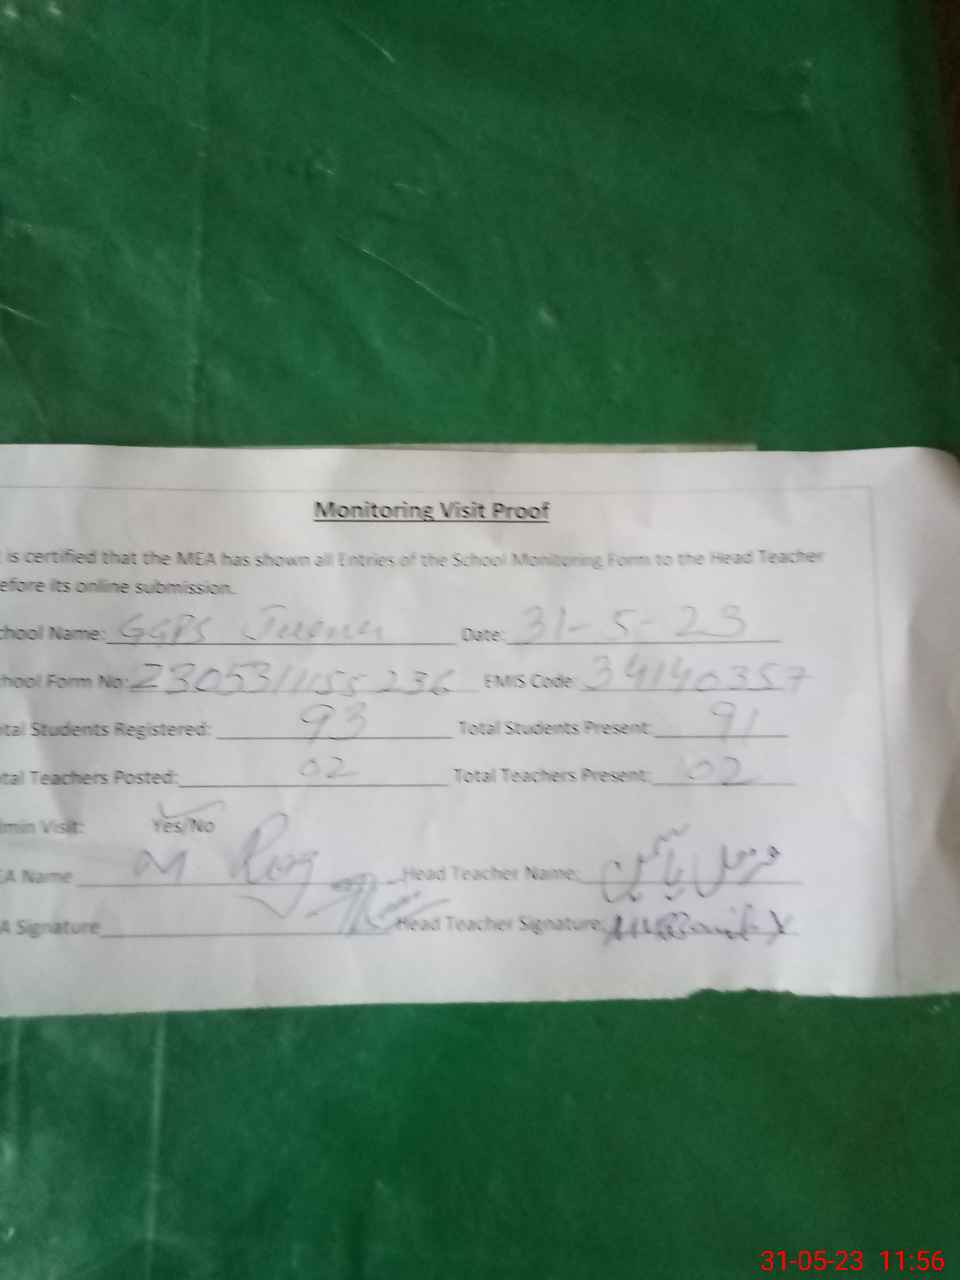 Monitoring Visit Proof
is certified that the MEA has shown all Entries of the School Monitoring Form to the Head Teacher
efore its online submission.
chool Name: GGPS Date: 31-5-23
hool Form No: 2305311155236 EMIS Code: 34140357
tal Students Registered: 93 Total Students Present: 91
tal Teachers Posted: 02 Total Teachers Present: 02
min Visit: Yes/No
EA Name M Head Teacher Name:
A Signature Head Teacher Signature:
31-05-23 11:56